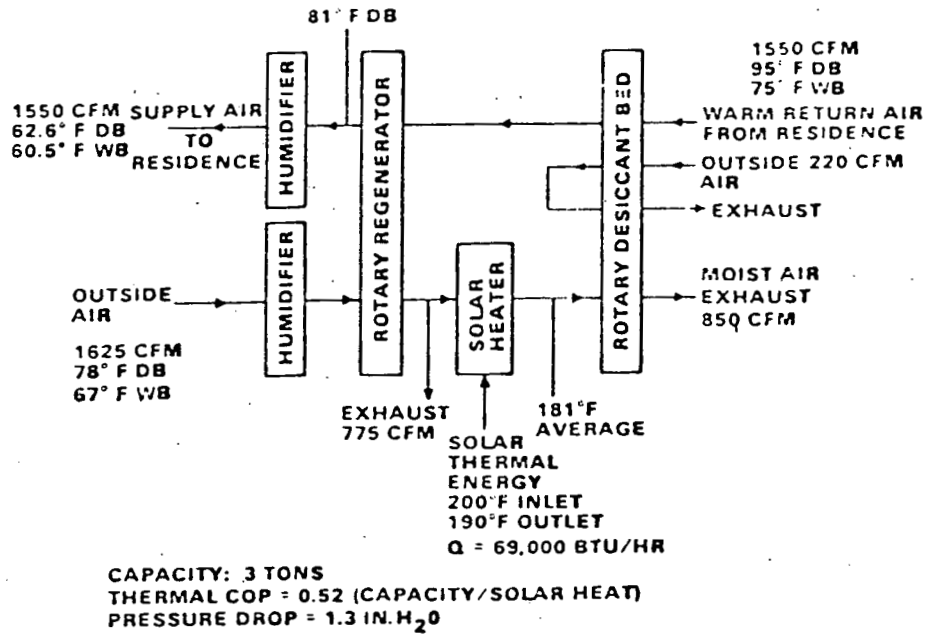 81°F DB
1550 CFM
95° F DB
75° F WB
1550 CFM
62.6° F DB
60.5° F WB
SUPPLY AIR
TO
RESIDENCE
HUMIDIFIER
ROTARY REGENERATOR
ROTARY DESICCANT BED
WARM RETURN AIR
FROM RESIDENCE
OUTSIDE 220 CFM
AIR
EXHAUST
OUTSIDE
AIR
1625 CFM
78° F DB
67° F WB
HUMIDIFIER
SOLAR
HEATER
MOIST AIR
EXHAUST
850 CFM
EXHAUST
775 CFM
181°F
AVERAGE
SOLAR
THERMAL
ENERGY
200°F INLET
190°F OUTLET
Q = 69,000 BTU/HR
CAPACITY: 3 TONS
THERMAL COP = 0.52 (CAPACITY/SOLAR HEAT)
PRESSURE DROP = 1.3 IN. H₂O